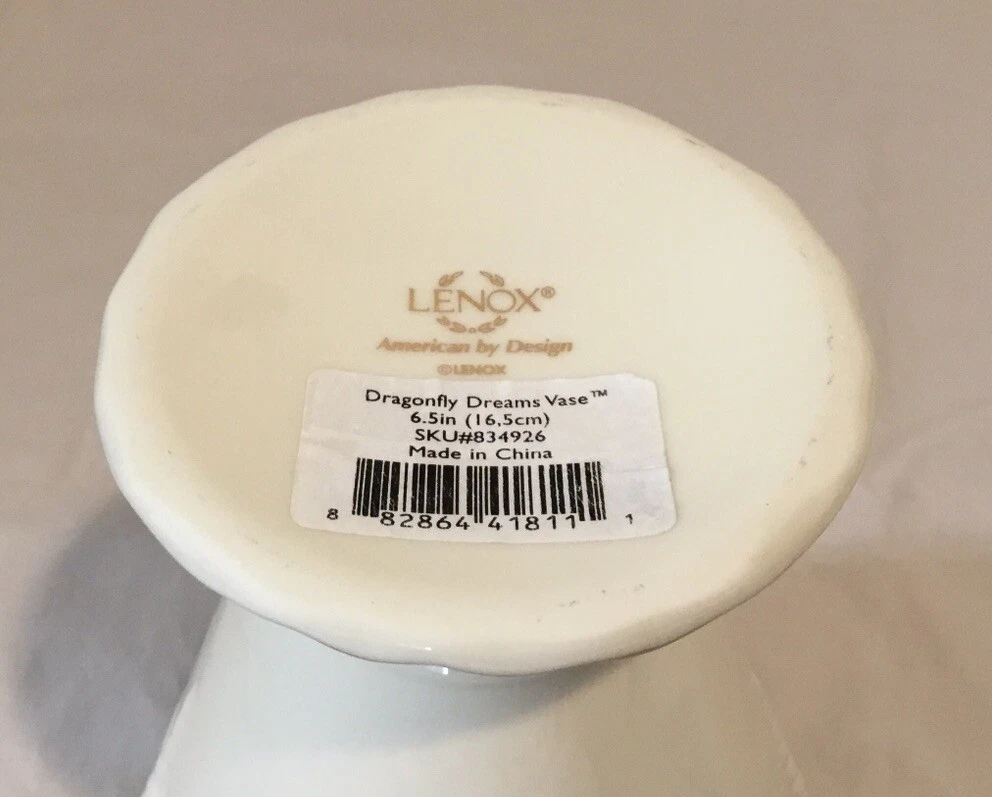 LENOX®
American by Design
©LENOX
Dragonfly Dreams Vase™
6.5in (16,5cm)
SKU#834926
Made in China
8 82864 41811 1